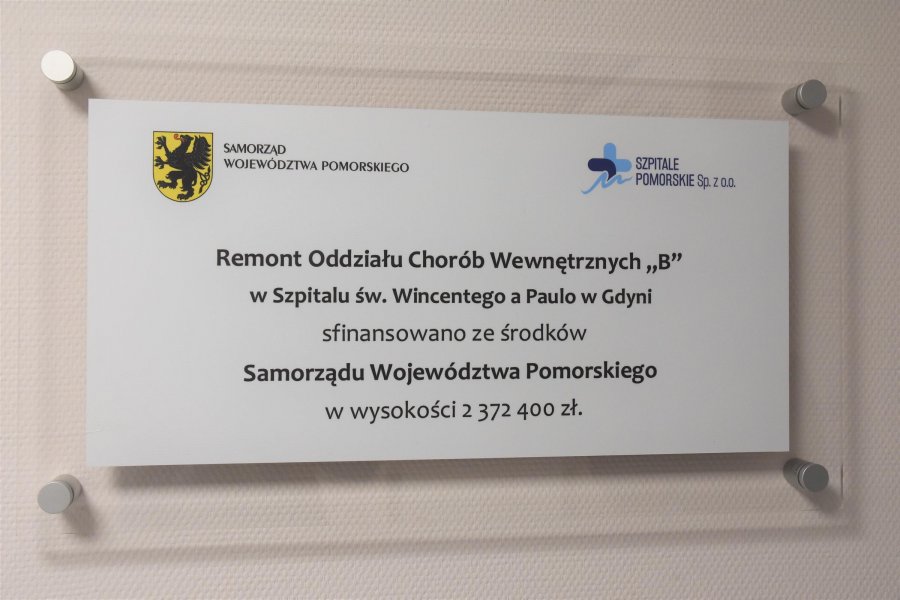 SAMORZĄD
WOJEWÓDZTWA POMORSKIEGO
SZPITALE
POMORSKIE Sp. z o.o.
Remont Oddziału Chorób Wewnętrznych „B”
w Szpitalu św. Wincentego a Paulo w Gdyni
sfinansowano ze środków
Samorządu Województwa Pomorskiego
w wysokości 2 372 400 zł.